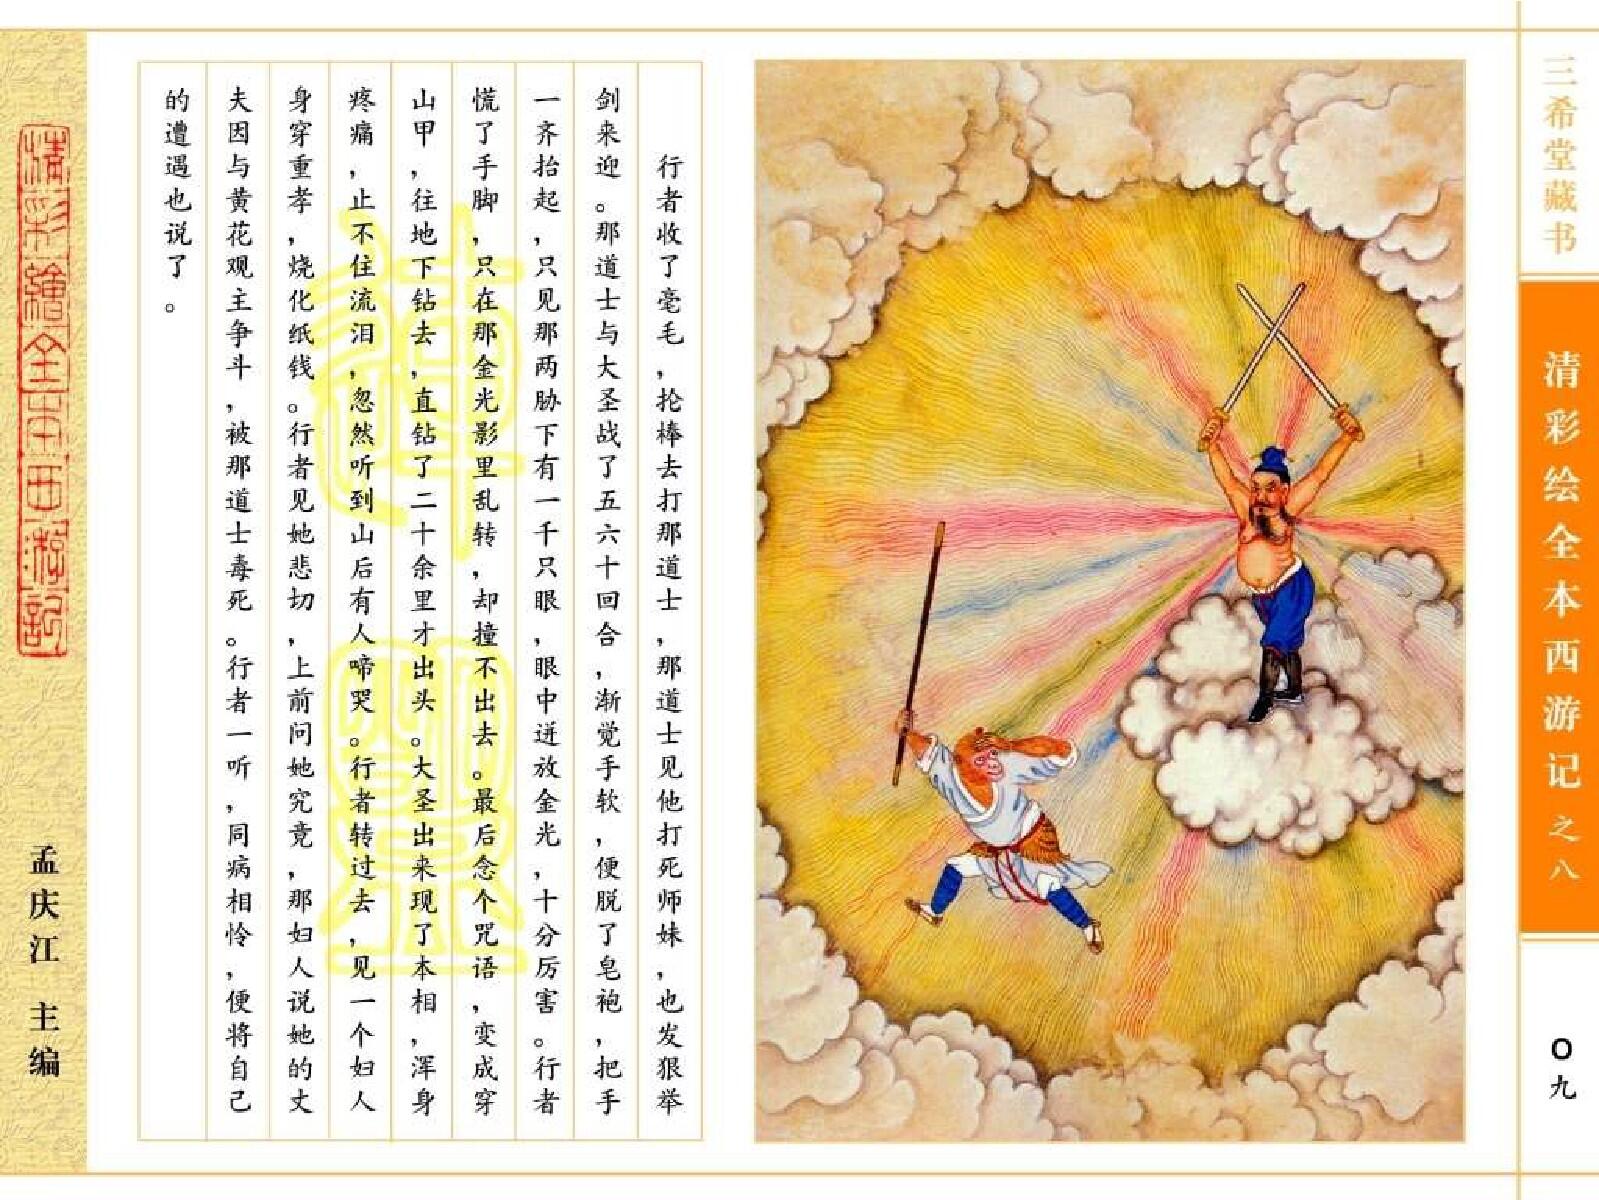 三希堂藏书
清彩绘全本西游记之八
〇九
行者收了毫毛，抡棒去打那道士，那道士见他打死师妹，也发狠举
剑来迎。那道士与大圣战了五六十回合，渐觉手软，便脱了皂袍，把手
一齐抬起，只见那两胁下有一千只眼，眼中迸放金光，十分厉害。行者
慌了手脚，只在那金光影里乱转，却撞不出去。最后念个咒语，变成穿
山甲，往地下钻去，直钻了二十余里才出头。大圣出来现了本相，浑身
疼痛，止不住流泪，忽然听到山后有人啼哭。行者转过去，见一个妇人
身穿重孝，烧化纸钱。行者见她悲切，上前问她究竟，那妇人说她的丈
夫因与黄花观主争斗，被那道士毒死。行者一听，同病相怜，便将自己
的遭遇也说了。
清彩繪全本西游記
孟庆江 主编